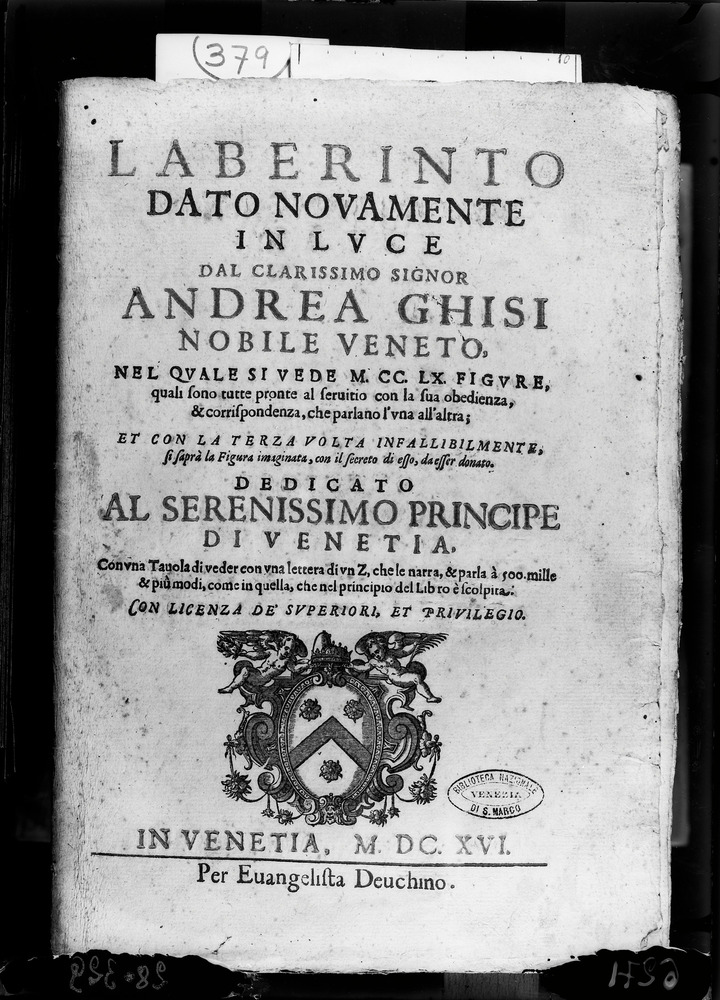 (379)
LABERINTO
DATO NOVAMENTE
IN LVCE
DAL CLARISSIMO SIGNOR
ANDREA GHISI
NOBILE VENETO,
NEL QVALE SI VEDE M. CC. LX. FIGVRE,
quali ſono tutte pronte al ſeruitio con la ſua obedienza,
& corriſpondenza, che parlano l'vna all'altra;
ET CON LA TERZA VOLTA INFALLIBILMENTE,
ſi ſaprà la Figura imaginata, con il ſecreto di eſſo, da eſſer donato.
DEDICATO
AL SERENISSIMO PRINCIPE
DI VENETIA.
Con vna Tauola di veder con vna lettera di vn Z, che le narra, & parla à 500. mille
& più modi, come in quella, che nel principio del Libro è ſcolpita.:
CON LICENZA DE' SVPERIORI, ET PRIVILEGIO.
BIBLIOTECA NAZIONALE
VENEZIA
DI S. MARCO
IN VENETIA, M. DC. XVI.
Per Euangeliſta Deuchino.
28·329
6271